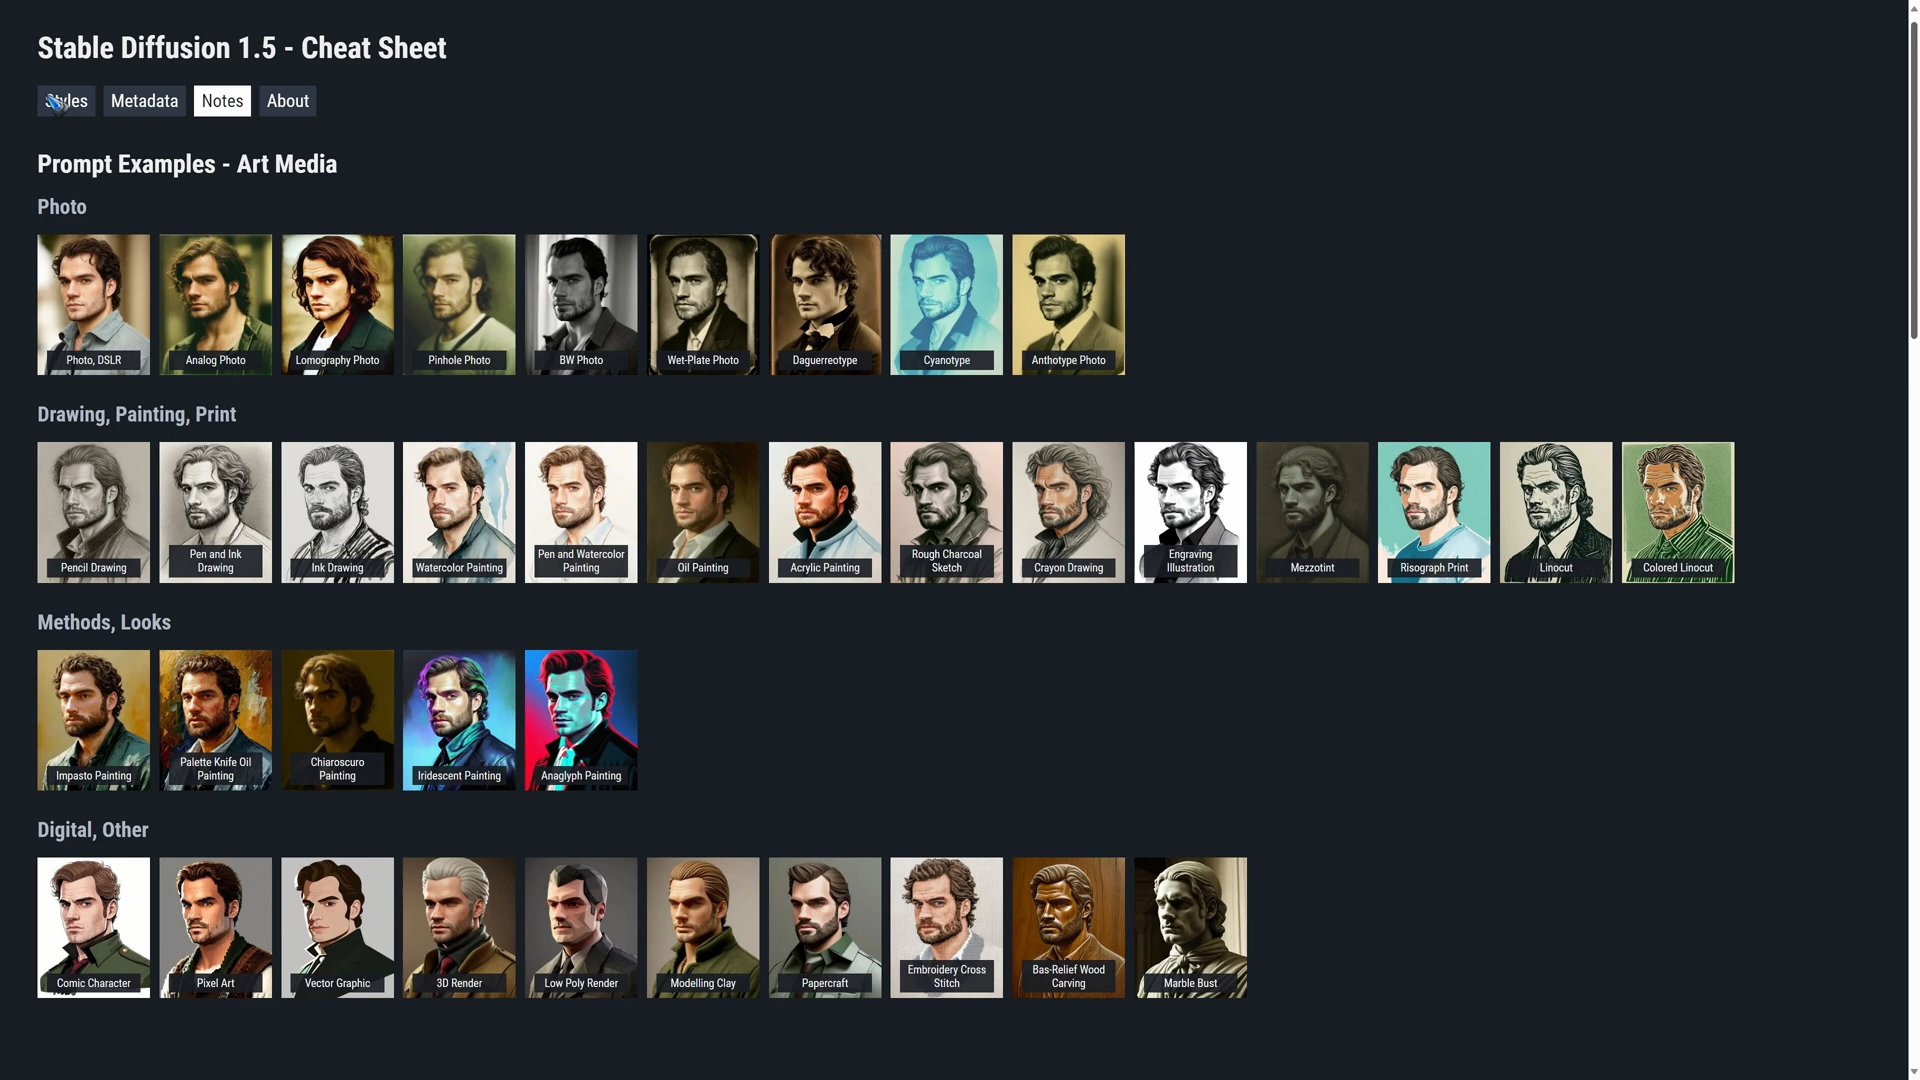 Stable Diffusion 1.5 - Cheat Sheet
Styles Metadata Notes About
Prompt Examples - Art Media
Photo
Photo, DSLR
Analog Photo
Lomography Photo
Pinhole Photo
BW Photo
Wet-Plate Photo
Daguerreotype
Cyanotype
Anthotype Photo
Drawing, Painting, Print
Pencil Drawing
Pen and Ink
Drawing
Ink Drawing
Watercolor Painting
Pen and Watercolor
Painting
Oil Painting
Acrylic Painting
Rough Charcoal
Sketch
Crayon Drawing
Engraving
Illustration
Mezzotint
Risograph Print
Linocut
Colored Linocut
Methods, Looks
Impasto Painting
Palette Knife Oil
Painting
Chiaroscuro
Painting
Iridescent Painting
Anaglyph Painting
Digital, Other
Comic Character
Pixel Art
Vector Graphic
3D Render
Low Poly Render
Modelling Clay
Papercraft
Embroidery Cross
Stitch
Bas-Relief Wood
Carving
Marble Bust